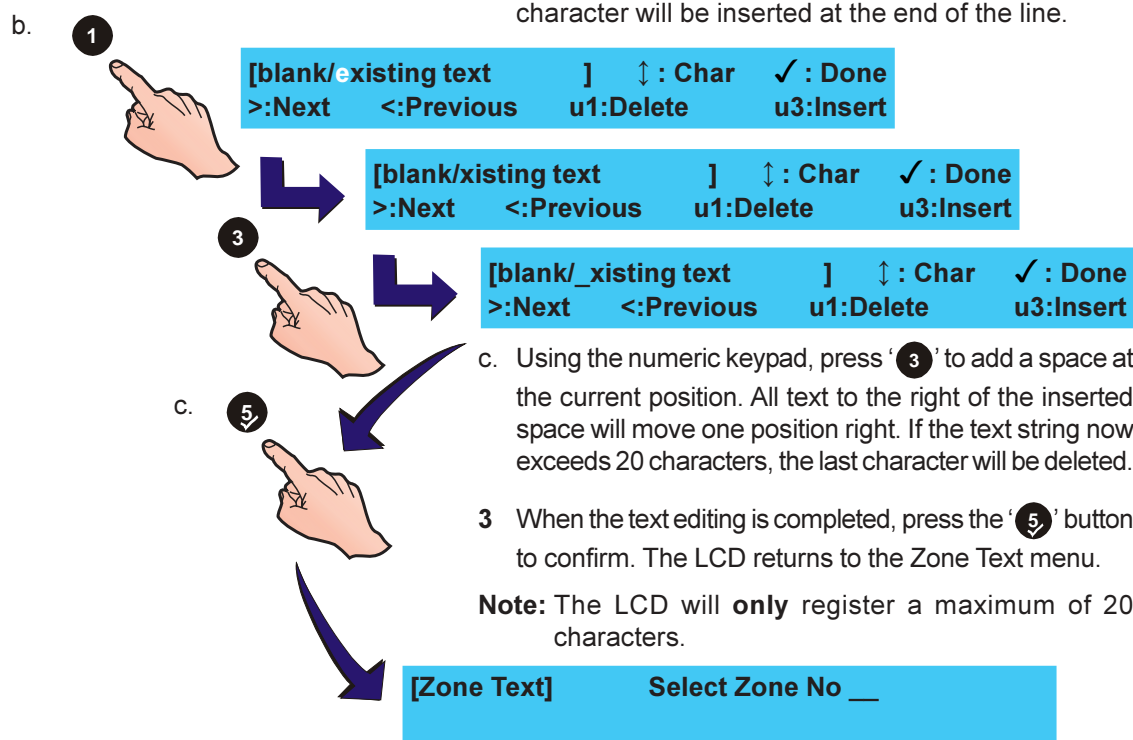 character will be inserted at the end of the line.
b.
1
[blank/existing text ] ↕ : Char ✓ : Done
>:Next <:Previous u1:Delete u3:Insert
[blank/xisting text ] ↕ : Char ✓ : Done
>:Next <:Previous u1:Delete u3:Insert
3
[blank/_xisting text ] ↕ : Char ✓ : Done
>:Next <:Previous u1:Delete u3:Insert
c. Using the numeric keypad, press ‘3’ to add a space at
the current position. All text to the right of the inserted
space will move one position right. If the text string now
exceeds 20 characters, the last character will be deleted.
c.
5✓
3 When the text editing is completed, press the ‘5✓’ button
to confirm. The LCD returns to the Zone Text menu.
Note: The LCD will only register a maximum of 20
characters.
[Zone Text] Select Zone No __